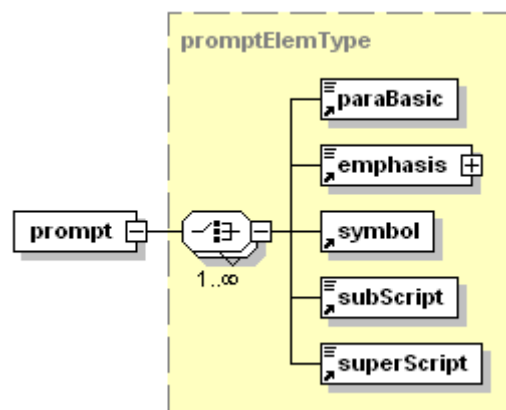 promptElemType
paraBasic
emphasis
prompt
symbol
1..∞
subScript
superScript